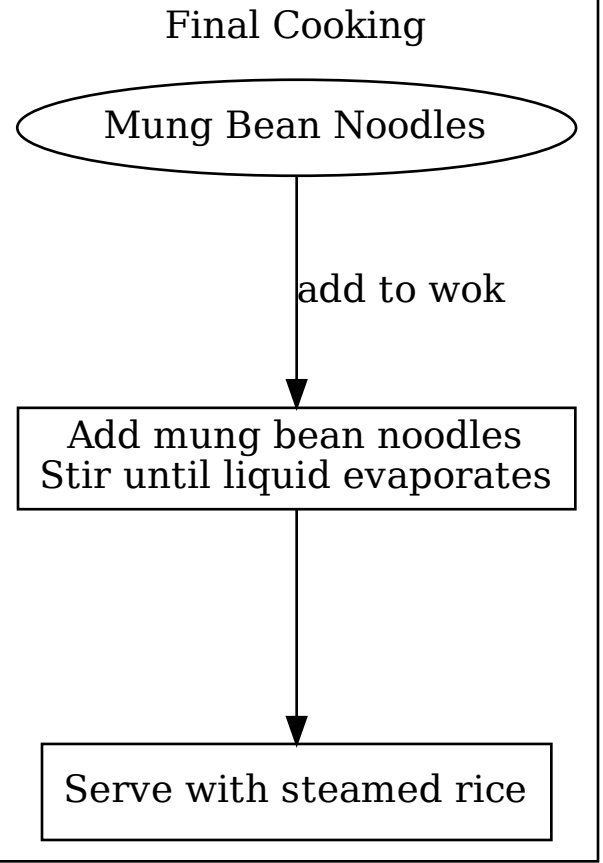 Final Cooking
Mung Bean Noodles
add to wok
Add mung bean noodles
Stir until liquid evaporates
Serve with steamed rice